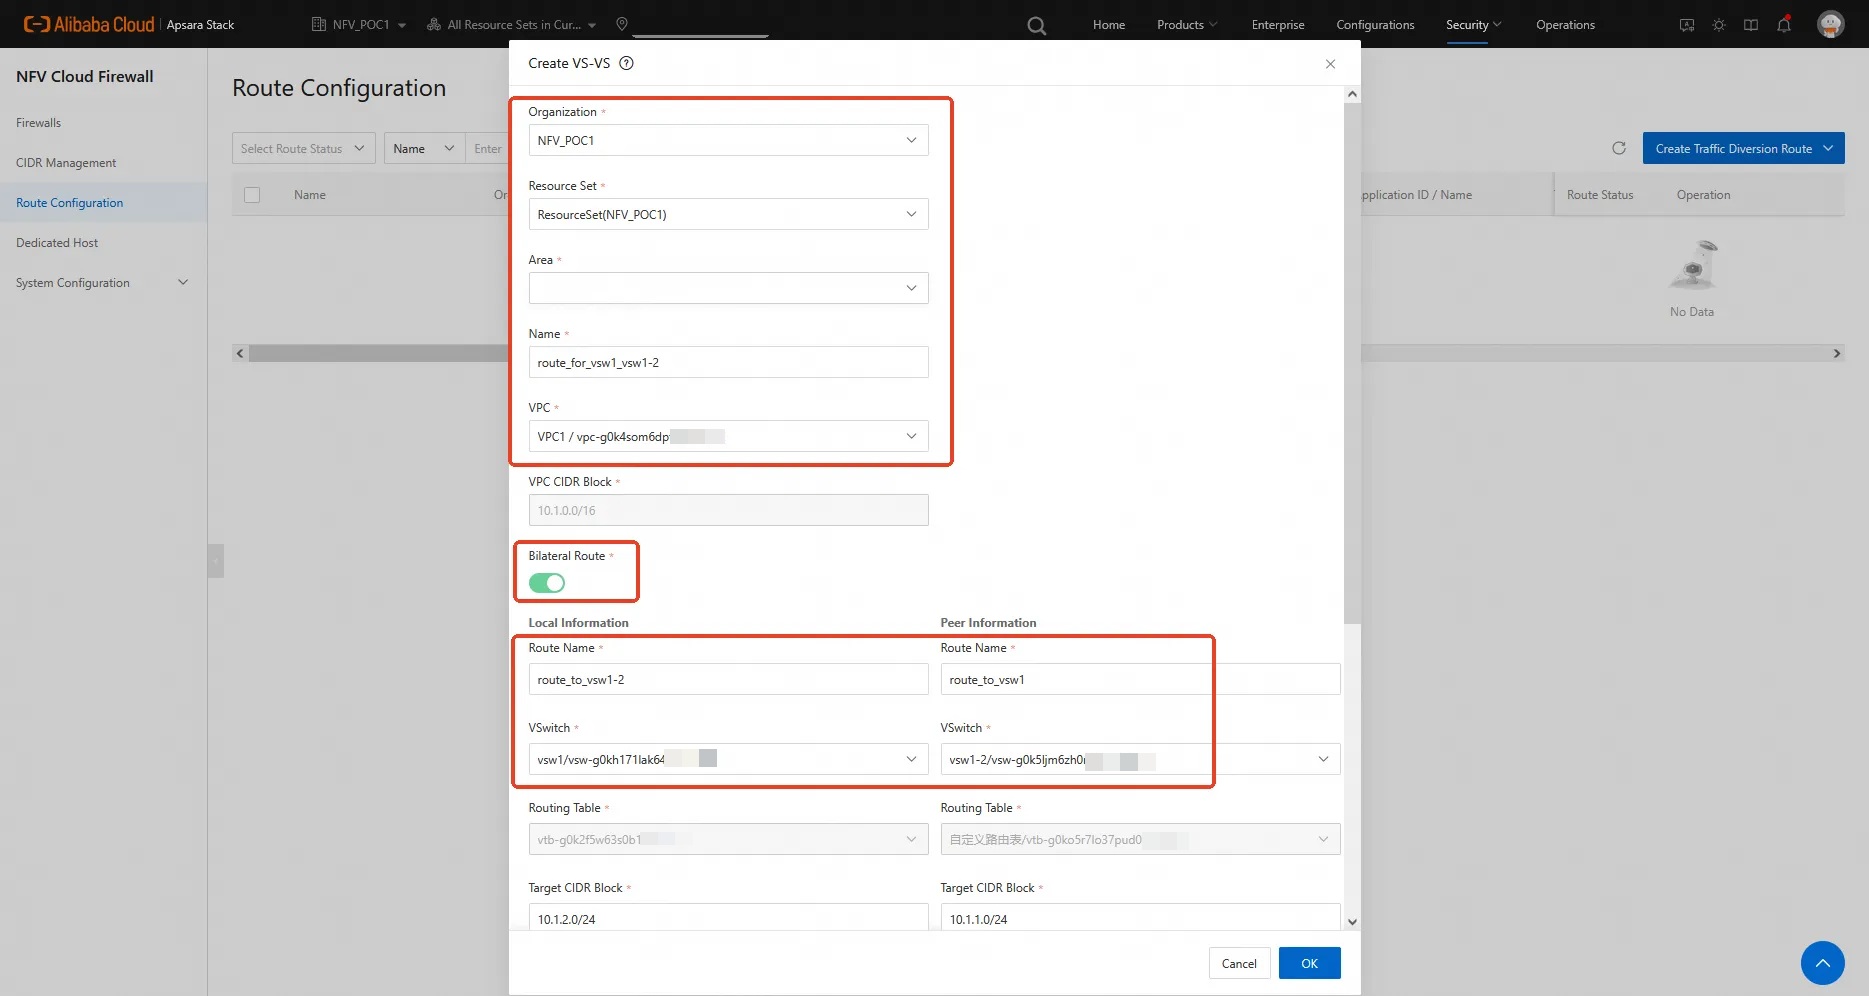 Alibaba Cloud | Apsara Stack
NFV_POC1
All Resource Sets in Cur...
Home
Products
Enterprise
Configurations
Security
Operations
NFV Cloud Firewall
Firewalls
CIDR Management
Route Configuration
Dedicated Host
System Configuration
Route Configuration
Select Route Status
Name
Enter
Create Traffic Diversion Route
Name
Or
pplication ID / Name
Route Status
Operation
No Data
Create VS-VS
Organization *
NFV_POC1
Resource Set *
ResourceSet(NFV_POC1)
Area *
Name *
route_for_vsw1_vsw1-2
VPC *
VPC1 / vpc-g0k4som6dp
VPC CIDR Block *
10.1.0.0/16
Bilateral Route *
Local Information
Peer Information
Route Name *
Route Name *
route_to_vsw1-2
route_to_vsw1
VSwitch *
VSwitch *
vsw1/vsw-g0kh171lak64
vsw1-2/vsw-g0k5ljm6zh0
Routing Table *
Routing Table *
vtb-g0k2f5w63s0b1
自定义路由表/vtb-g0ko5r7lo37pud0
Target CIDR Block *
Target CIDR Block *
10.1.2.0/24
10.1.1.0/24
Cancel
OK